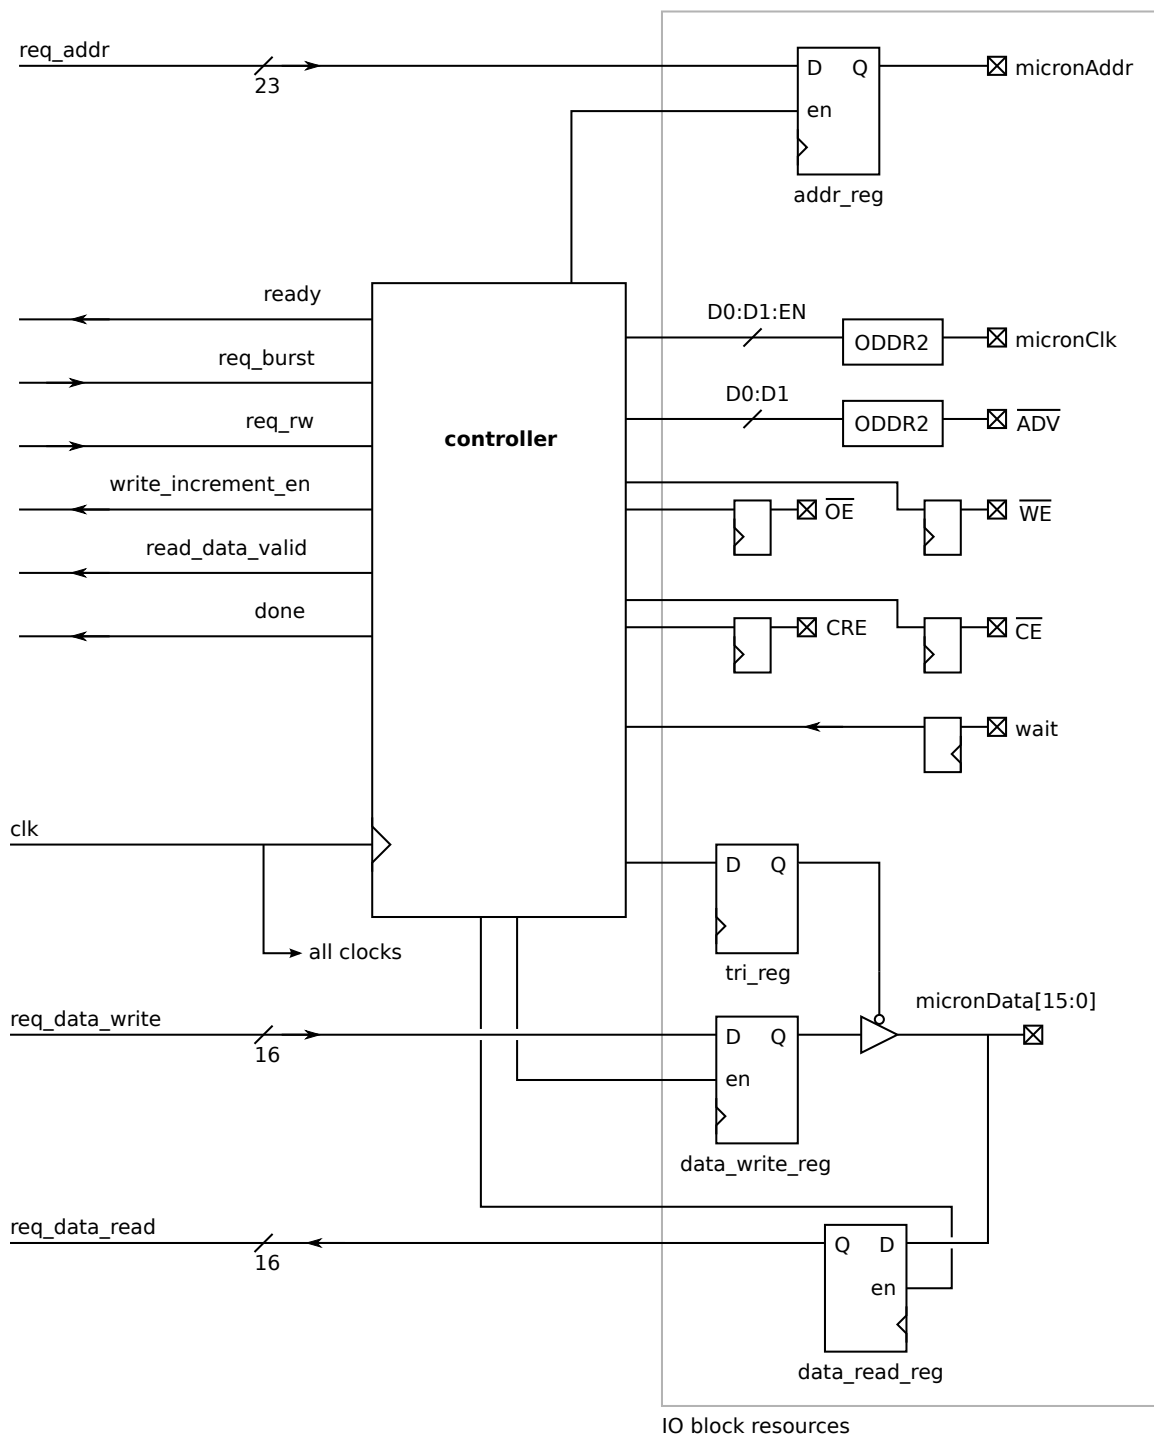 req_addr
23
D Q
en
addr_reg
micronAddr
ready
req_burst
req_rw
write_increment_en
read_data_valid
done
controller
D0:D1:EN
ODDR2
micronClk
D0:D1
ODDR2
ADV
OE
WE
CRE
CE
wait
clk
all clocks
D Q
tri_reg
req_data_write
16
D Q
en
data_write_reg
micronData[15:0]
req_data_read
16
Q D
en
data_read_reg
IO block resources